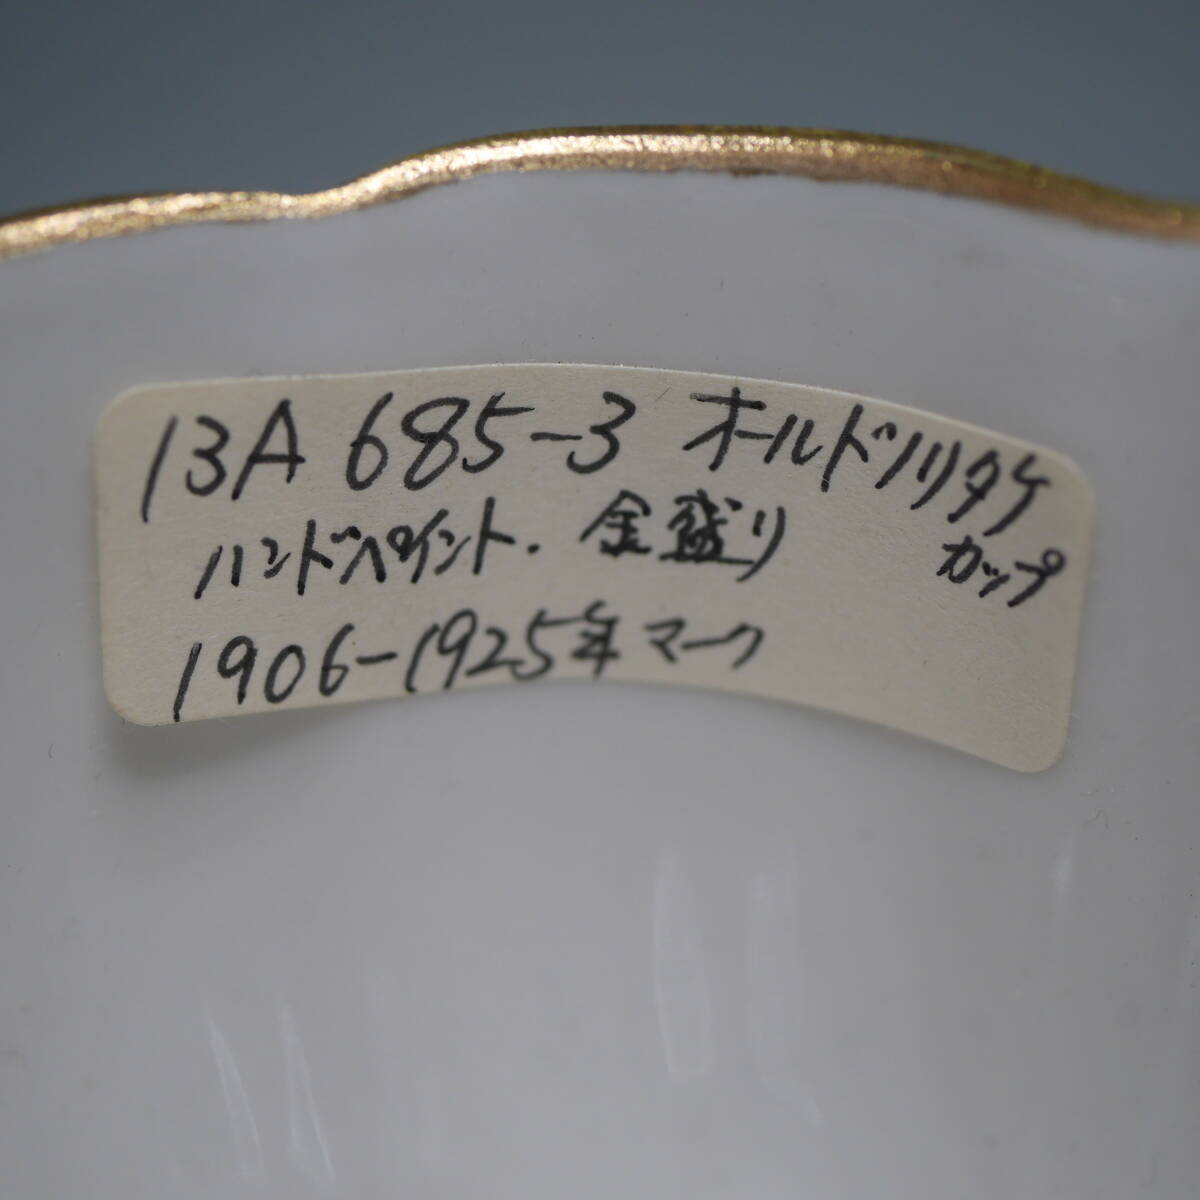 13A 685-3 オールドノリタケ
カップ
ハンドペイント. 金盛り
1906-1925年マーク